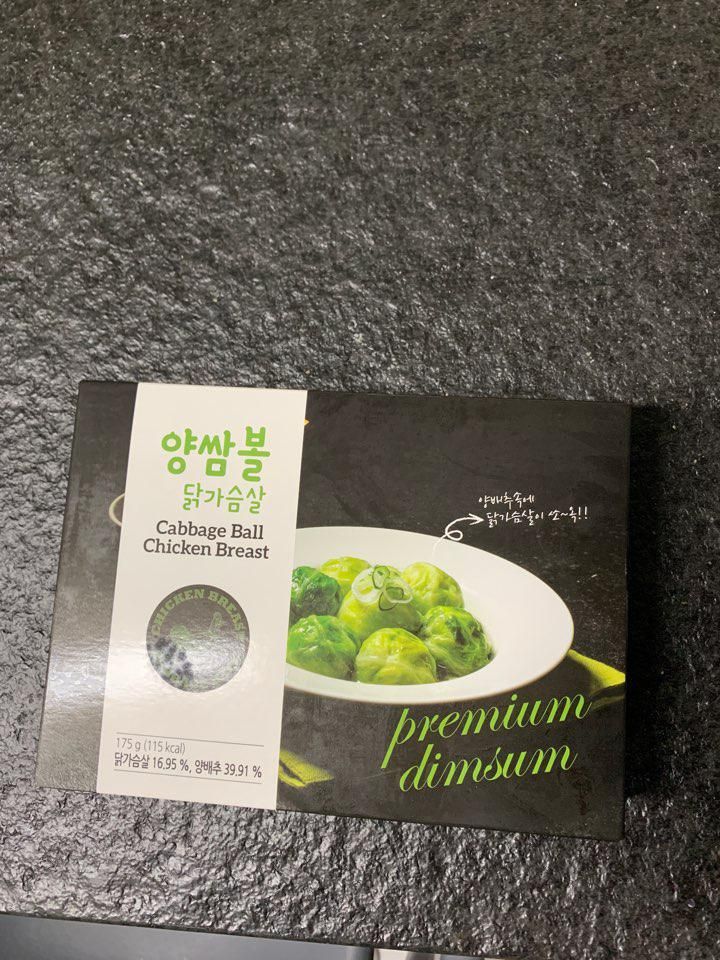 양쌈볼
닭가슴살
Cabbage Ball
Chicken Breast
CHICKEN BREAST
175 g (115 kcal)
닭가슴살 16.95 %, 양배추 39.91 %
양배추속에
닭가슴살이 쏘~옥!!
premium
dimsum